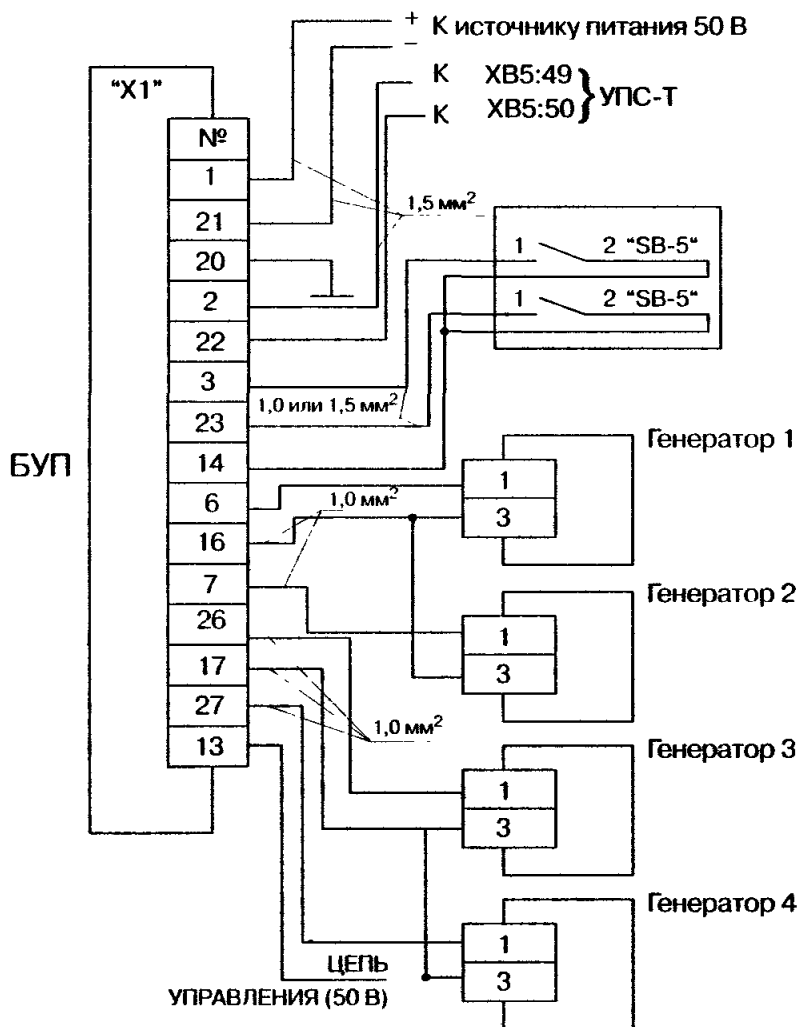 + К источнику питания 50 В
−
К ХВ5:49
К ХВ5:50
} УПС-Т
"Х1"
№
1
21
20
2
22
3
23
14
6
16
7
26
17
27
13
БУП
1,5 мм²
1 2 "SB-5"
1 2 "SB-5"
1,0 или 1,5 мм²
Генератор 1
1
3
1,0 мм²
Генератор 2
1
3
1,0 мм²
Генератор 3
1
3
Генератор 4
1
3
ЦЕПЬ
УПРАВЛЕНИЯ (50 В)